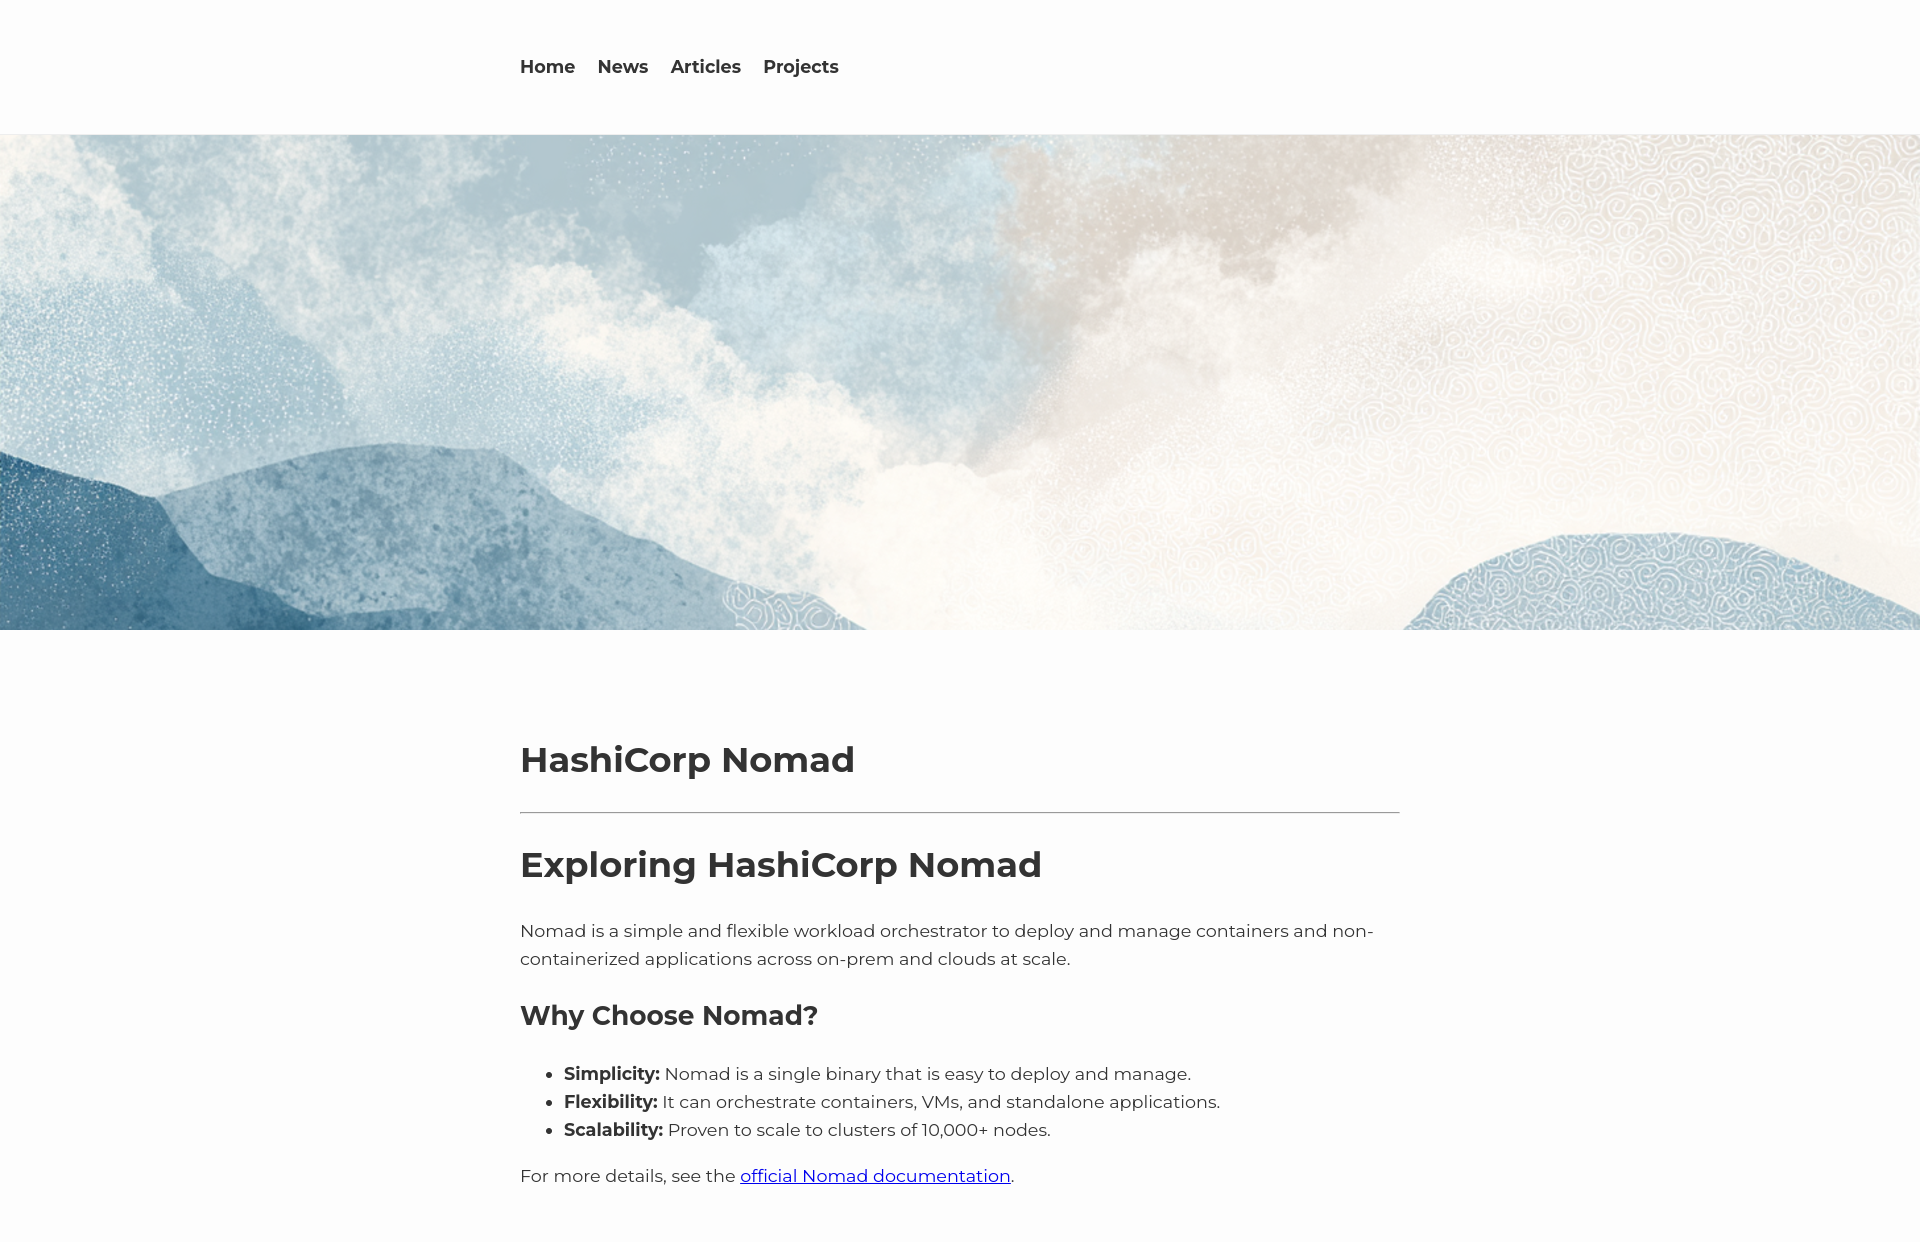 Home News Articles Projects
HashiCorp Nomad
Exploring HashiCorp Nomad
Nomad is a simple and flexible workload orchestrator to deploy and manage containers and non-
containerized applications across on-prem and clouds at scale.
Why Choose Nomad?
• Simplicity: Nomad is a single binary that is easy to deploy and manage.
• Flexibility: It can orchestrate containers, VMs, and standalone applications.
• Scalability: Proven to scale to clusters of 10,000+ nodes.
For more details, see the official Nomad documentation.